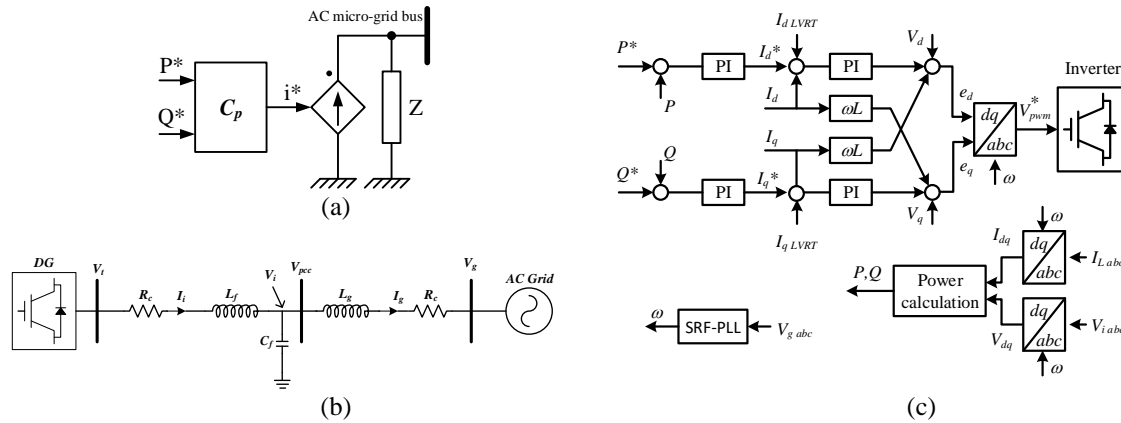 AC micro-grid bus
P*
Q*
C_p
i*
Z
(a)
DG
V_t
R_c
I_i
L_f
V_i
C_f
V_pcc
L_g
I_g
R_c
V_g
AC Grid
(b)
I_d LVRT
V_d
P*
PI
I_d*
PI
P
I_d
ωL
e_d
Inverter
dq
abc
V*_pwm
I_q
ωL
Q
e_q
ω
Q*
PI
I_q*
PI
V_q
I_q LVRT
ω
I_dq
dq
abc
I_L abc
P,Q
Power
calculation
ω
SRF-PLL
V_g abc
V_dq
dq
abc
V_i abc
ω
(c)